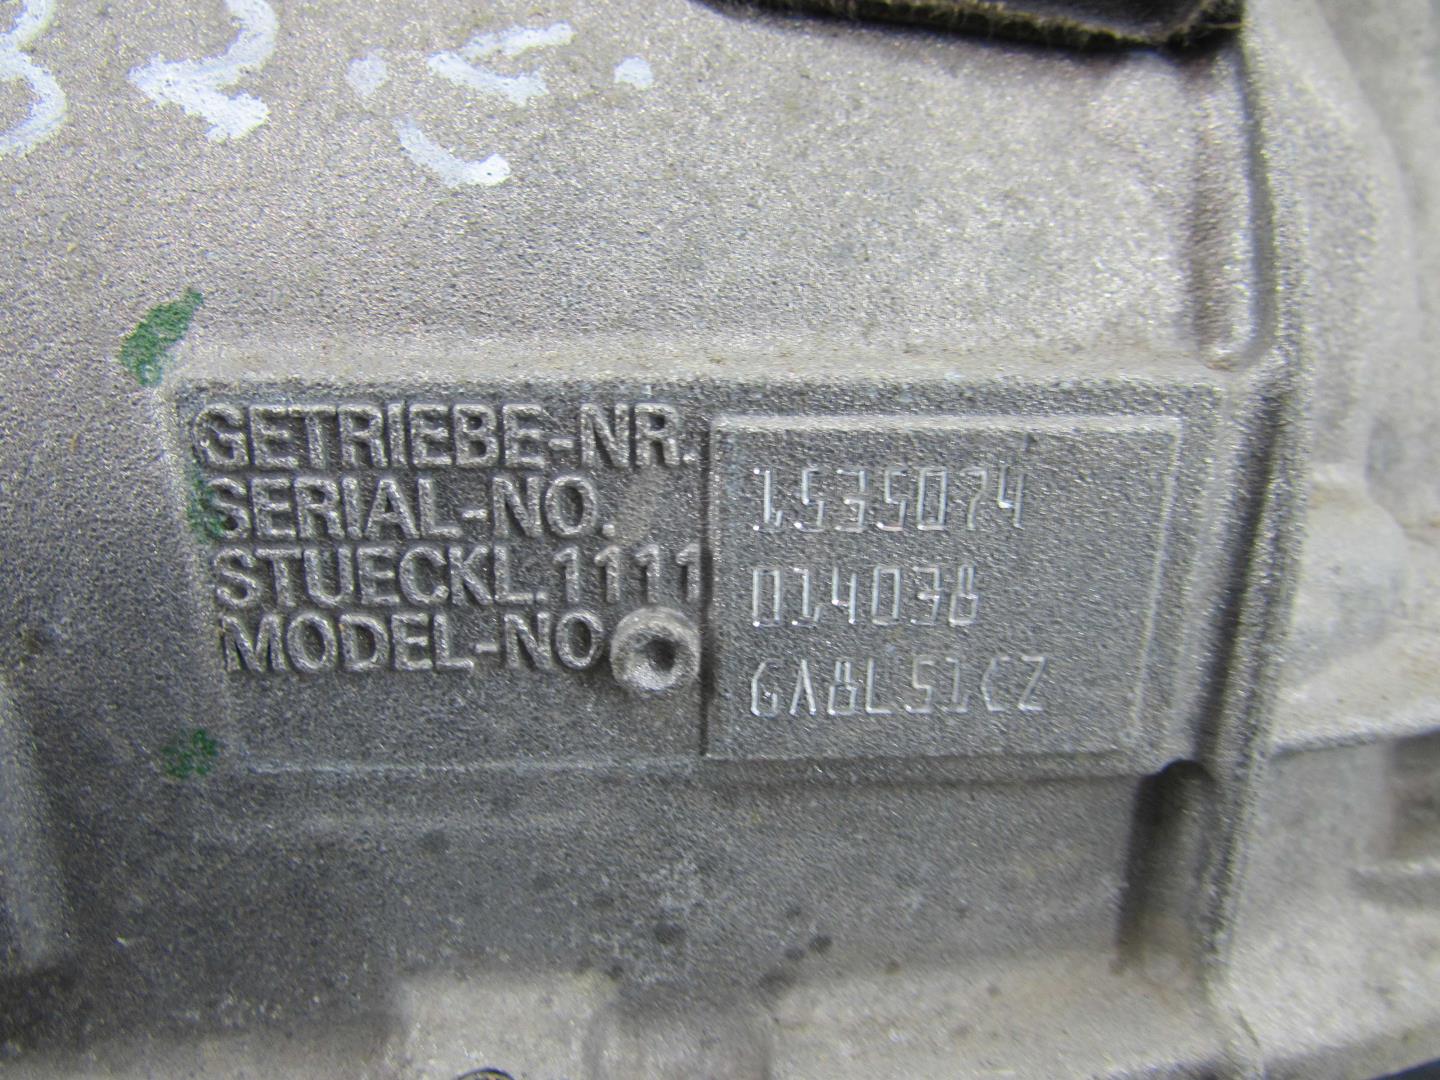 GETRIEBE-NR. 1535074
SERIAL-NO.
STUECKL.1111 014038
MODEL-NO GA8L51CZ